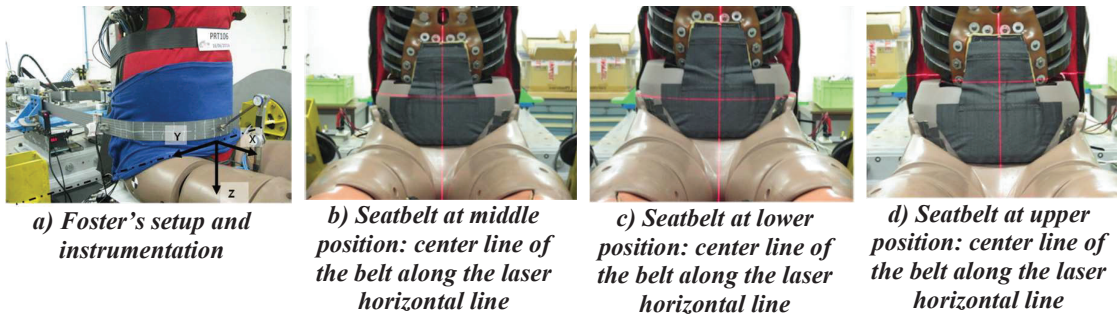 PRT106
Y
X
Z
a) Foster's setup and
instrumentation
b) Seatbelt at middle
position: center line of
the belt along the laser
horizontal line
c) Seatbelt at lower
position: center line of
the belt along the laser
horizontal line
d) Seatbelt at upper
position: center line of
the belt along the laser
horizontal line